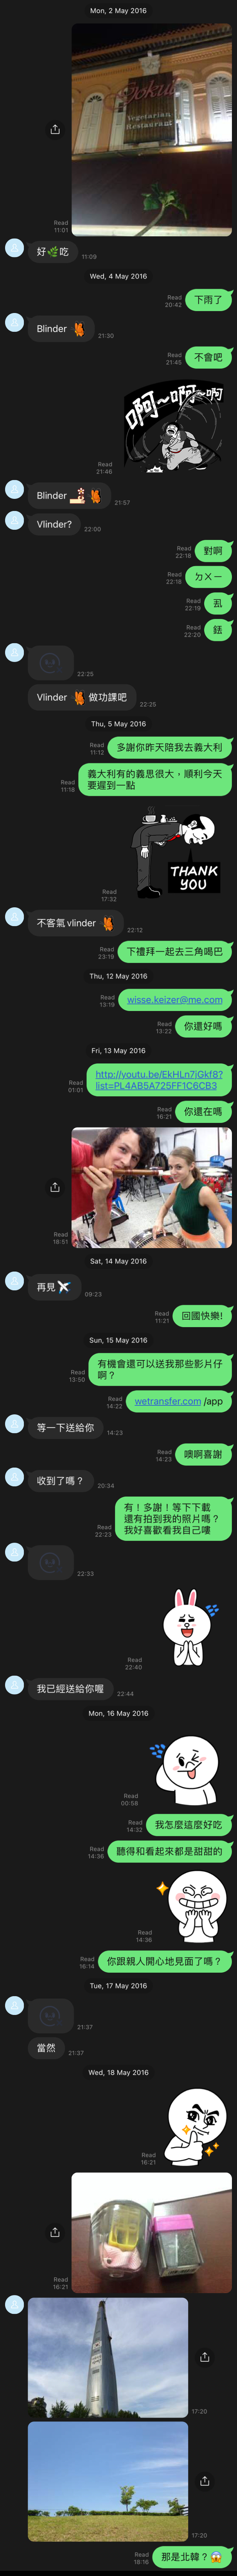 Mon, 2 May 2016
Jokul
Vegetarian
Restaurant
Read
11:01
好🌿吃
11:09
Wed, 4 May 2016
下雨了
Read
20:42
Blinder 🐿
21:30
不會吧
Read
21:45
啊~啊~啊
Read
21:46
Blinder
21:57
Vlinder?
22:00
對啊
Read
22:18
ㄉㄨㄧ
Read
22:18
虬
Read
22:19
銩
Read
22:20
22:25
Vlinder 🐿 做功課吧
22:25
Thu, 5 May 2016
多謝你昨天陪我去義大利
Read
11:12
義大利有的義思很大，順利今天
要遲到一點
Read
11:18
THANK
YOU
Read
17:32
不客氣 vlinder 🐿
22:12
下禮拜一起去三角喝巴
Read
23:19
Thu, 12 May 2016
wisse.keizer@me.com
Read
13:19
你還好嗎
Read
13:22
Fri, 13 May 2016
http://youtu.be/EkHLn7jGkf8?
list=PL4AB5A725FF1C6CB3
Read
01:01
你還在嗎
Read
16:21
Read
18:51
Sat, 14 May 2016
再見✈️
09:23
回國快樂!
Read
11:21
Sun, 15 May 2016
有機會還可以送我那些影片仔
啊？
Read
13:50
wetransfer.com /app
Read
14:22
等一下送給你
14:23
噢啊喜謝
Read
14:23
收到了嗎？
20:34
有！多謝！等下下載
還有拍到我的照片嗎？
我好喜歡看我自己嘍
Read
22:23
22:33
Read
22:40
我已經送給你喔
22:44
Mon, 16 May 2016
Read
00:58
我怎麼這麼好吃
Read
14:32
聽得和看起來都是甜甜的
Read
14:36
Read
14:36
你跟親人開心地見面了嗎？
Read
16:14
Tue, 17 May 2016
21:37
當然
21:37
Wed, 18 May 2016
Read
16:21
Read
16:21
17:20
17:20
那是北韓？😱
Read
18:16